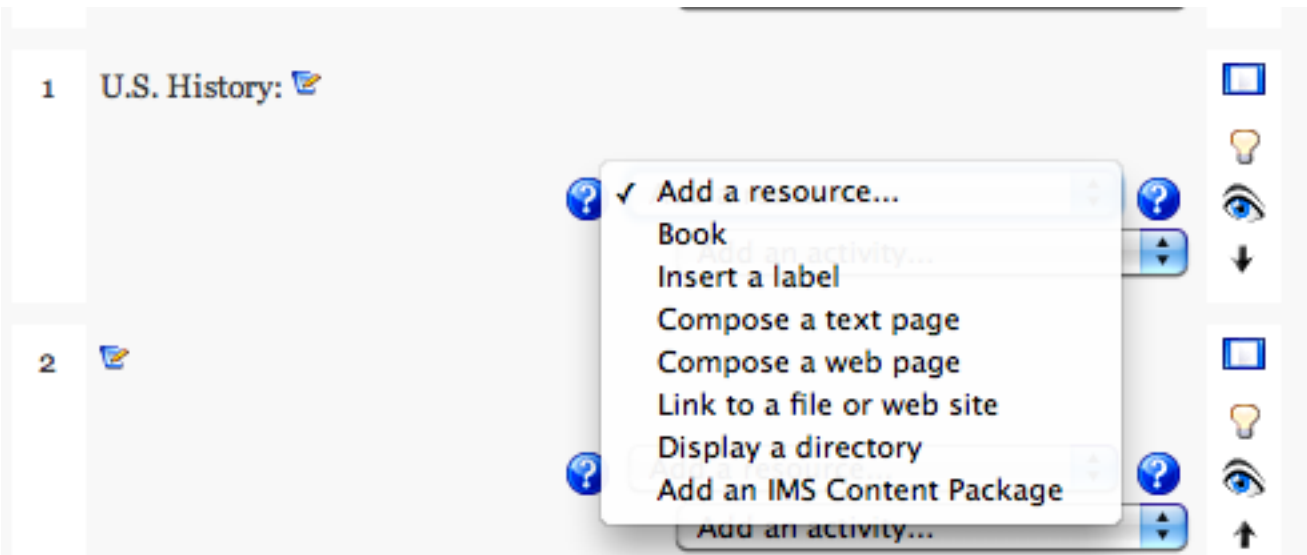 1 U.S. History:
✓ Add a resource...
Book
Add an activity...
Insert a label
Compose a text page
Compose a web page
2
Link to a file or web site
Display a directory
Add a resource...
Add an IMS Content Package
Add an activity...